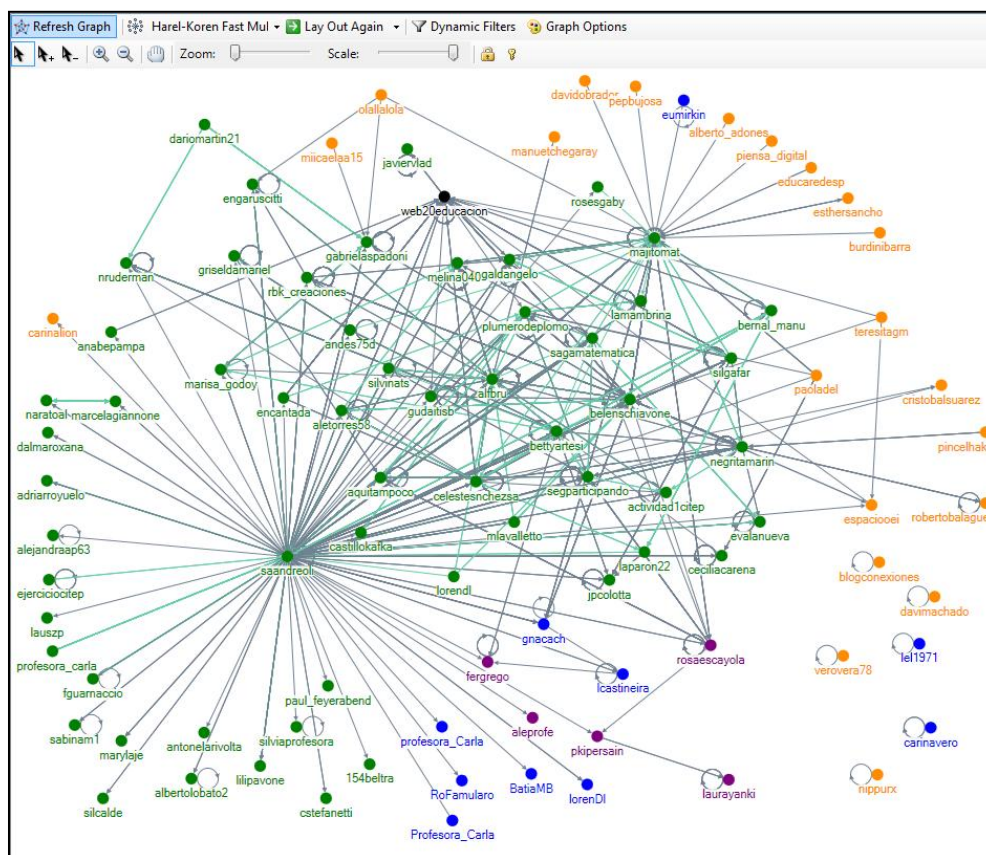 Refresh Graph
Harel-Koren Fast Mul
Lay Out Again
Dynamic Filters
Graph Options
Zoom:
Scale:
davidobrador
pepbujosa
olallalola
eumirkin
dariomartin21
alberto_adones
miicaelaa15
manuetchegaray
piensa_digital
javiervlad
educaredesp
engaruscitti
rosesgaby
web20educacion
esthersancho
burdinibarra
gabrielaspadoni
majitomat
griseldamariel
nruderman
melina040
galdangelo
rbk_creaciones
lamambrina
bernal_manu
plumerodeplomo
carinalion
teresitagm
anabepampa
andes75d
sagamatematica
silgafar
marisa_godoy
silvinats
paoladel
zalfbru
cristobalsuarez
encantada
gudaitisb
belenschiavone
naratoal
marcelagiannone
aletorres58
dalmaroxana
bettyartesi
pincelhak
negritamarin
adriarroyuelo
aquitampoco
celestesnchezsa
segparticipando
actividad1citep
espaciooei
robertobalague
alejandraap63
castillokafka
mlavalletto
evalanueva
saandreoli
laparon22
ceciliacarena
blogconexiones
ejerciciocitep
lorendl
jpcolotta
davimachado
lauszp
gnacach
profesora_carla
rosaescayola
lel1971
fergrego
lcastineira
verovera78
fguarnaccio
paul_feyerabend
sabinam1
antonelarivolta
silviaprofesora
profesora_Carla
aleprofe
pkipersain
carinavero
marylaje
lilipavone
154beltra
albertolobato2
RoFamularo
BatiaMB
lorenDI
laurayanki
nippurx
silcalde
cstefanetti
Profesora_Carla